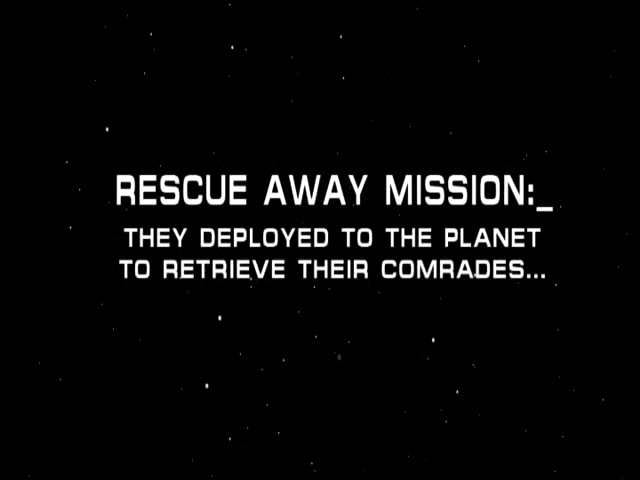 RESCUE AWAY MISSION:_
THEY DEPLOYED TO THE PLANET
TO RETRIEVE THEIR COMRADES...